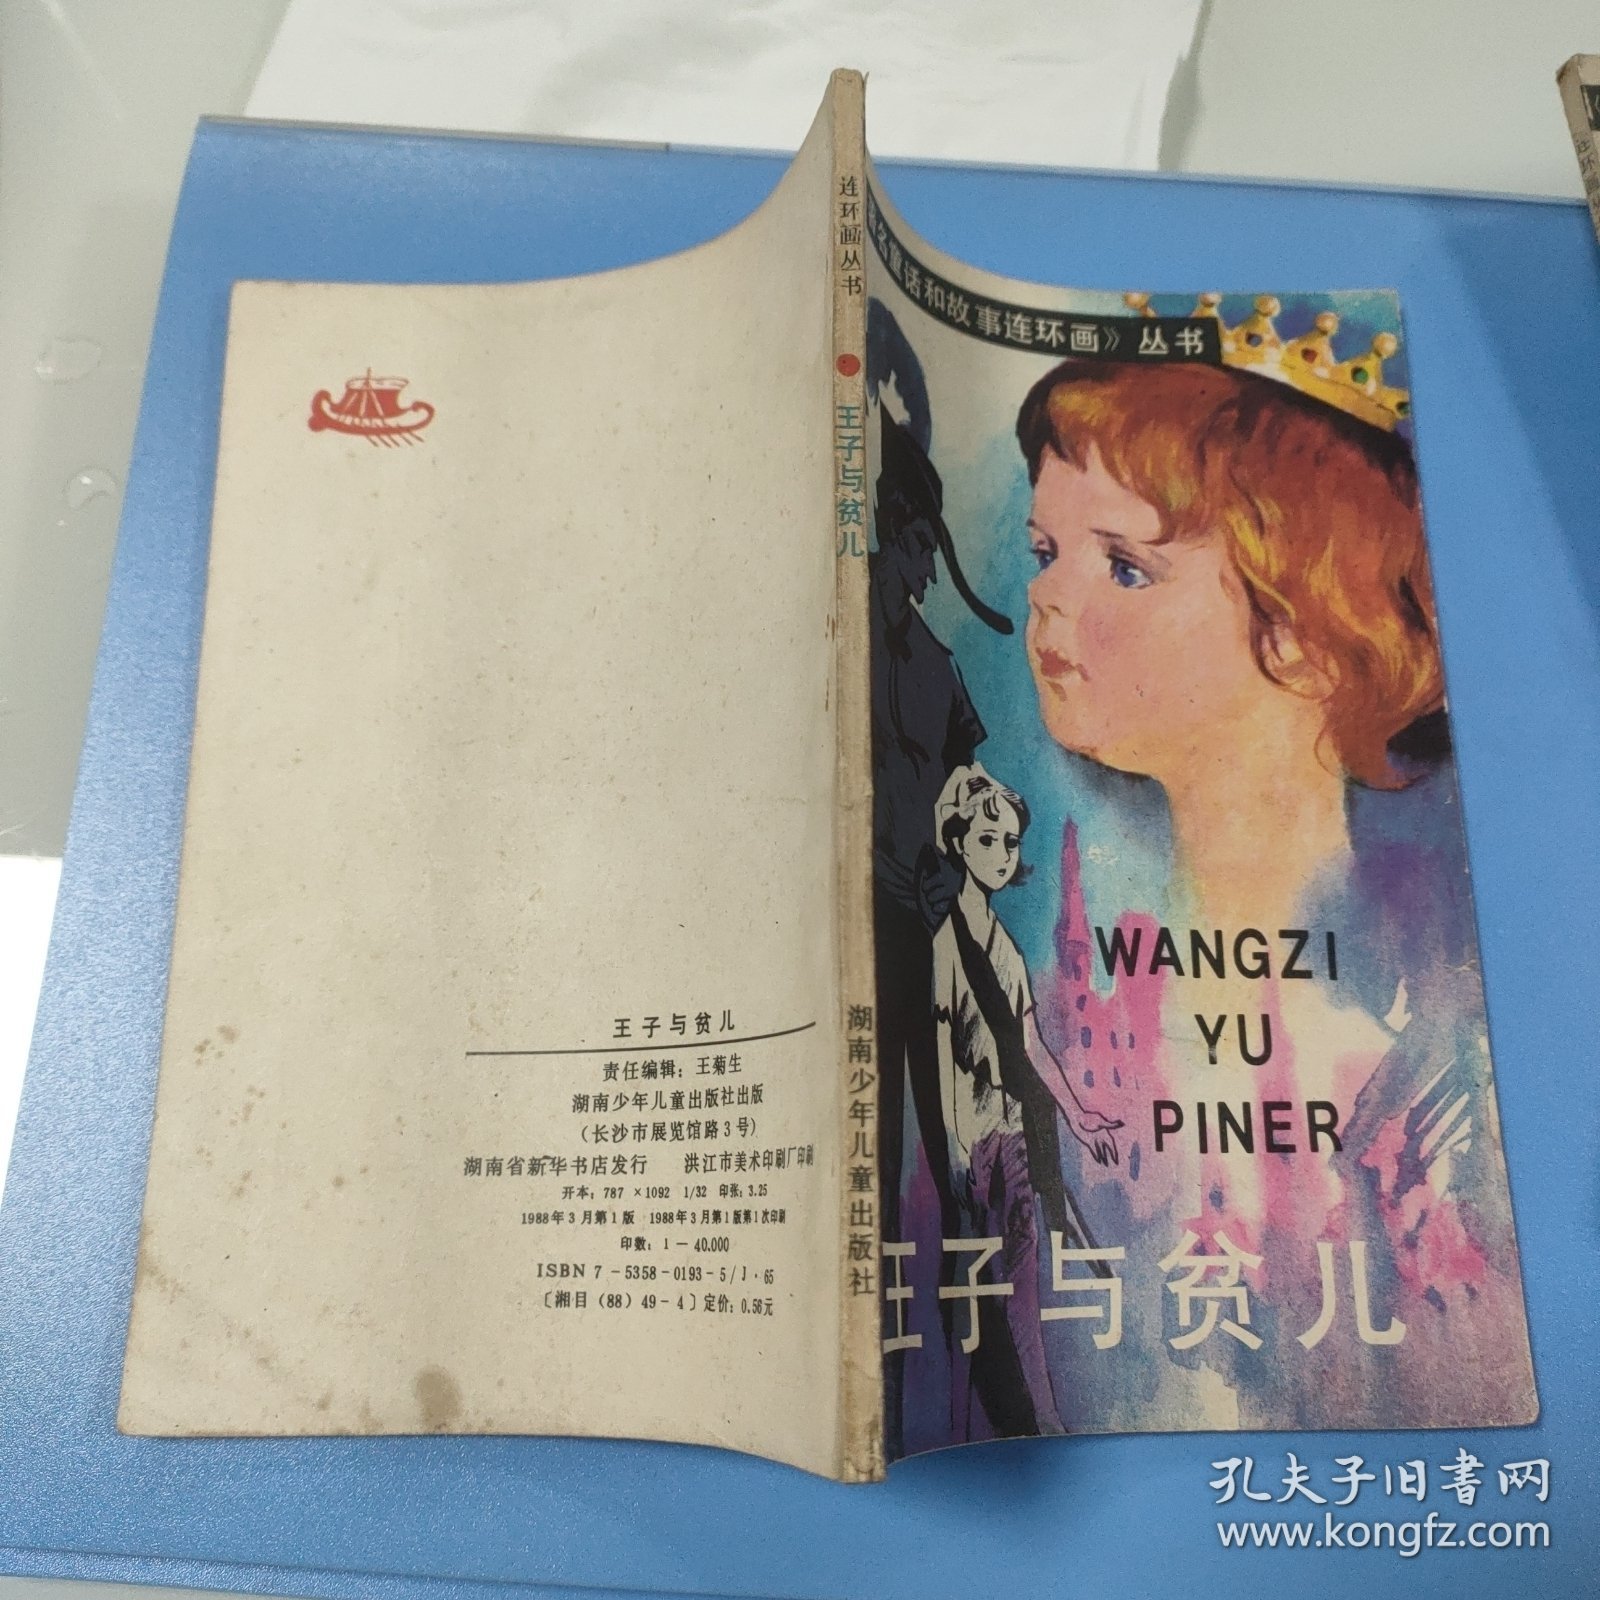 连环画丛书
王子与贫儿
湖南少年儿童出版社
名童话和故事连环画》丛书
WANGZI
YU
PINER
王子与贫儿
王子与贫儿
责任编辑：王菊生
湖南少年儿童出版社出版
（长沙市展览馆路3号）
湖南省新华书店发行 洪江市美术印刷厂印刷
开本：787×1092 1/32 印张：3.25
1988年3月第1版 1988年3月第1版第1次印刷
印数：1—40,000
ISBN 7-5358-0193-5/J·65
〔湘目(88)49-4〕定价：0.56元
连环
孔夫子旧书网
www.kongfz.com